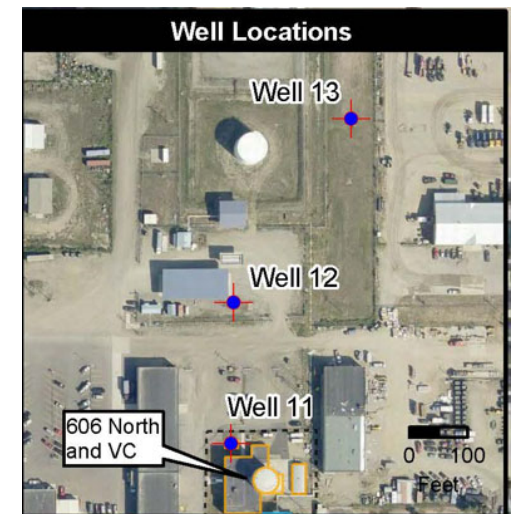 Well Locations
Well 13
Well 12
Well 11
606 North
and VC
0 100
Feet